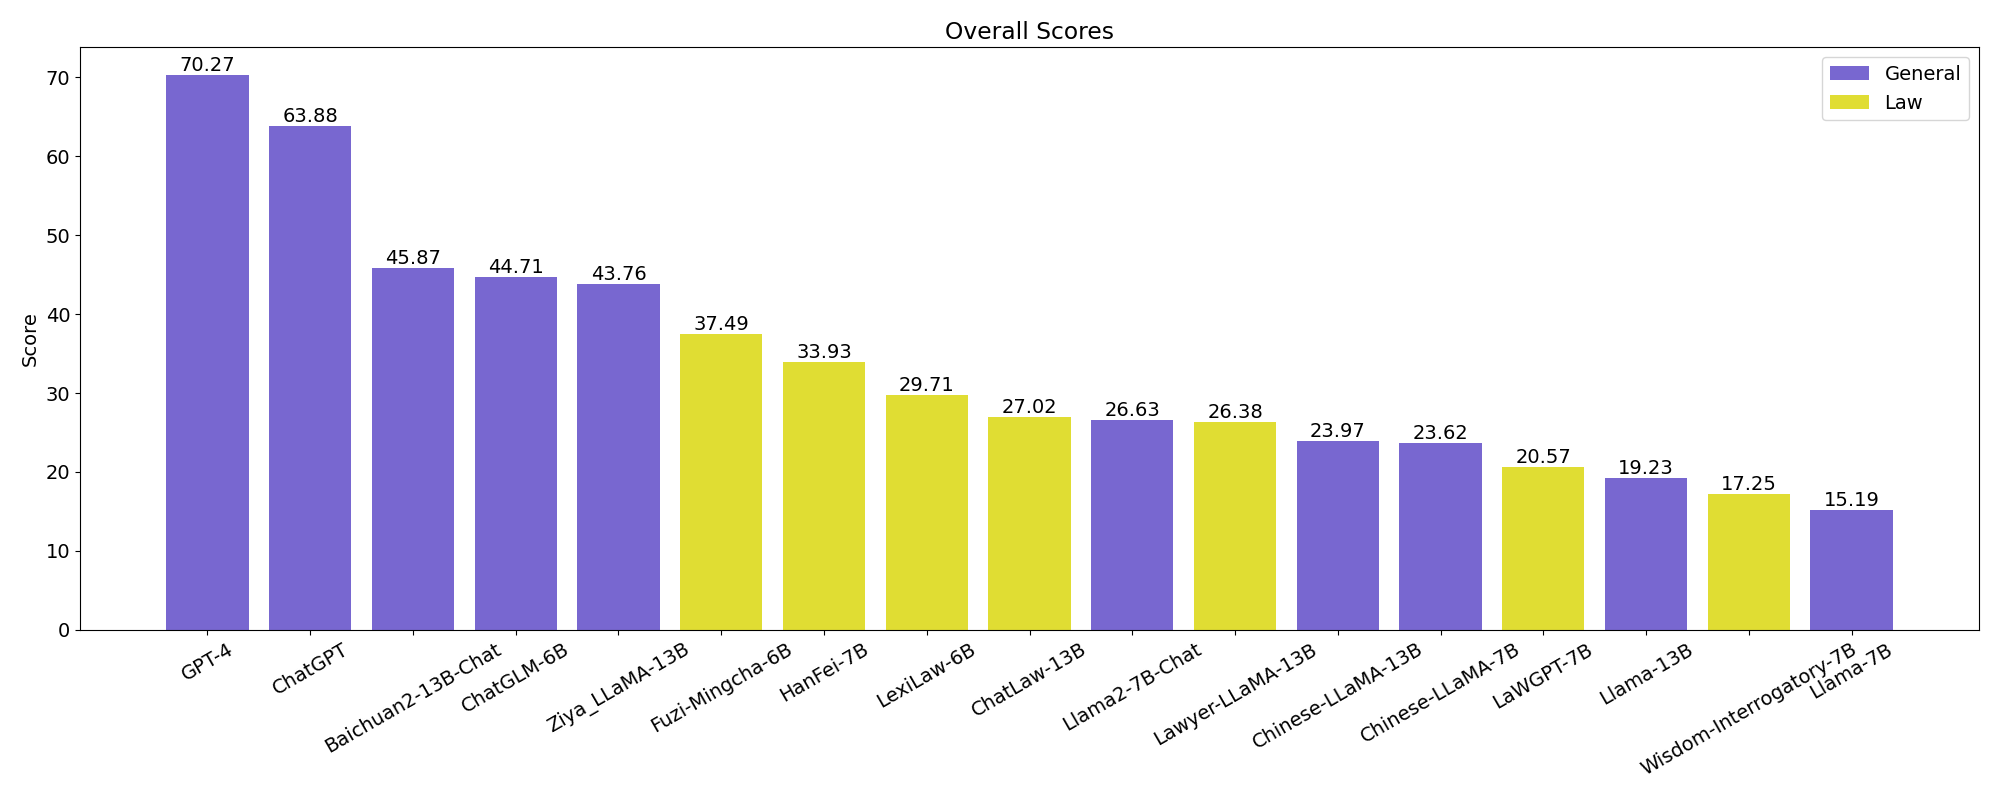 Overall Scores
General
Law
Score
70
60
50
40
30
20
10
0
70.27
63.88
45.87
44.71
43.76
37.49
33.93
29.71
27.02
26.63
26.38
23.97
23.62
20.57
19.23
17.25
15.19
GPT-4
ChatGPT
Baichuan2-13B-Chat
ChatGLM-6B
Ziya_LLaMA-13B
Fuzi-Mingcha-6B
HanFei-7B
LexiLaw-6B
ChatLaw-13B
Llama2-7B-Chat
Lawyer-LLaMA-13B
Chinese-LLaMA-13B
Chinese-LLaMA-7B
LaWGPT-7B
Llama-13B
Wisdom-Interrogatory-7B
Llama-7B